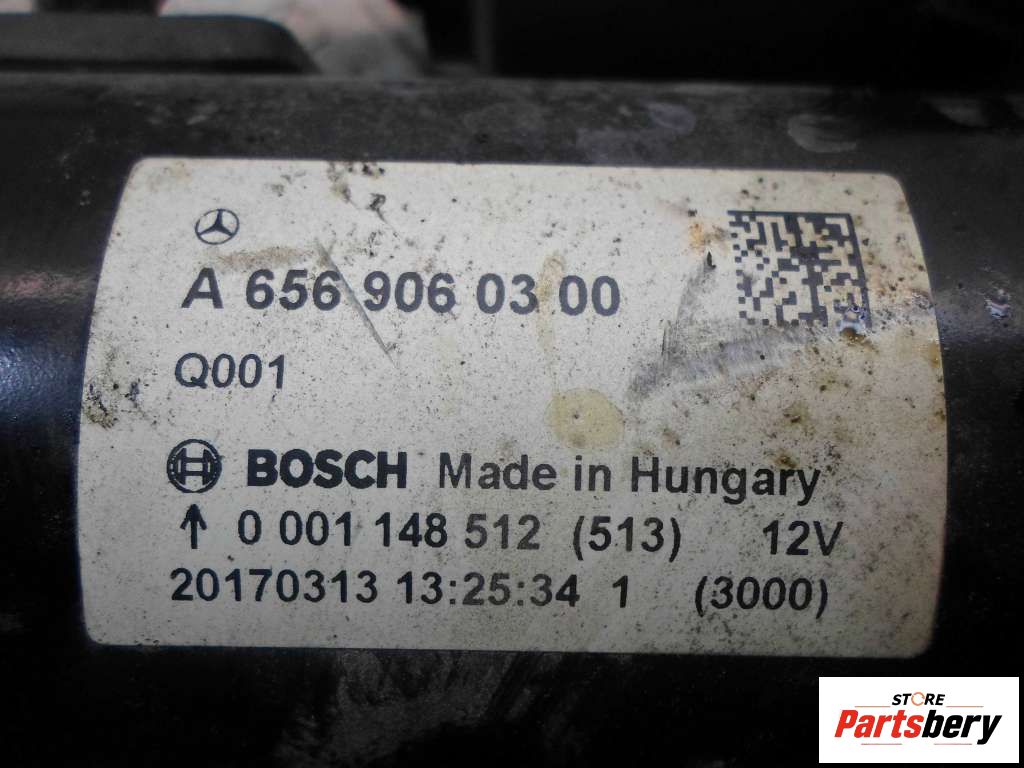 A 656 906 03 00
Q001
BOSCH Made in Hungary
↑ 0 001 148 512 (513) 12V
20170313 13:25:34 1 (3000)
STORE
Partsbery